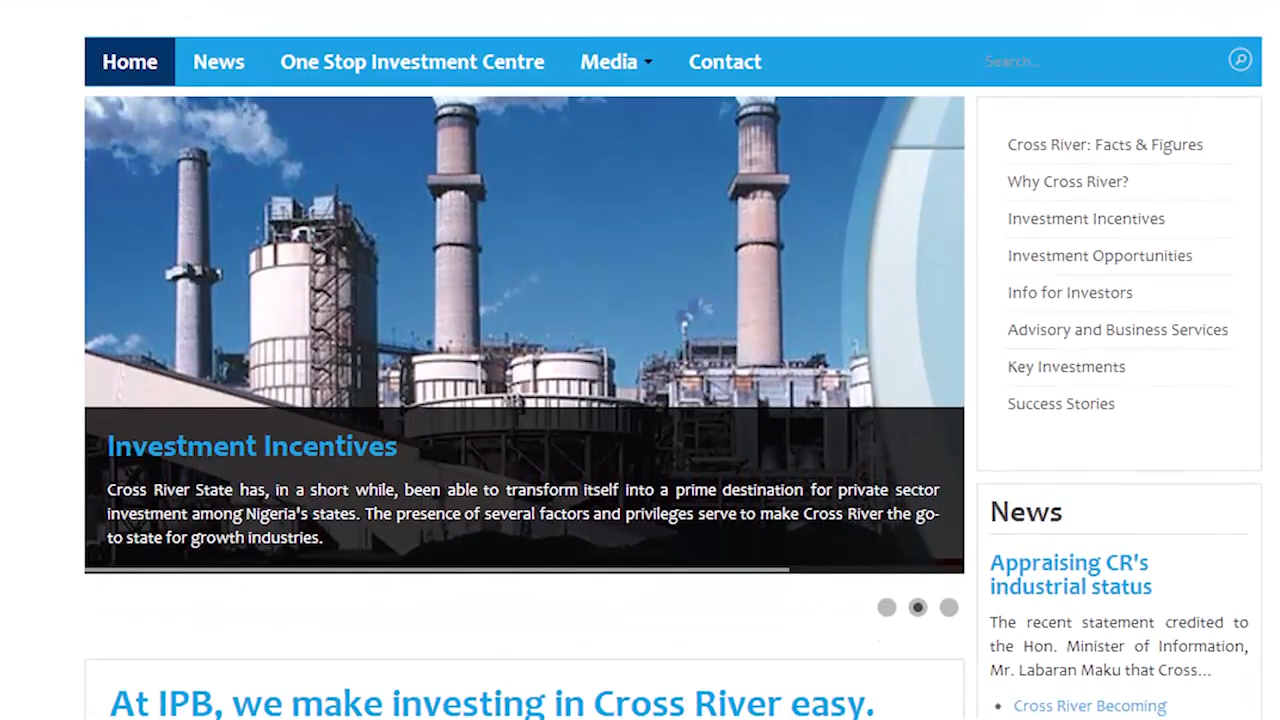 Home News One Stop Investment Centre Media Contact Search...
Investment Incentives
Cross River State has, in a short while, been able to transform itself into a prime destination for private sector
investment among Nigeria's states. The presence of several factors and privileges serve to make Cross River the go-
to state for growth industries.
At IPB, we make investing in Cross River easy.
Cross River: Facts & Figures
Why Cross River?
Investment Incentives
Investment Opportunities
Info for Investors
Advisory and Business Services
Key Investments
Success Stories
News
Appraising CR's
industrial status
The recent statement credited to
the Hon. Minister of Information,
Mr. Labaran Maku that Cross...
Cross River Becoming